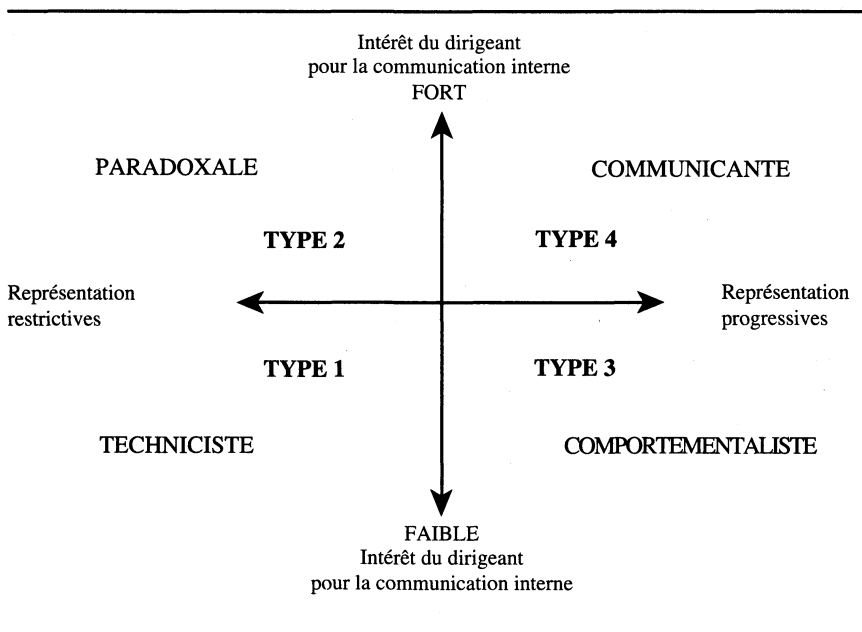 Intérêt du dirigeant
pour la communication interne
FORT
PARADOXALE
COMMUNICANTE
TYPE 2
TYPE 4
Représentation
restrictives
Représentation
progressives
TYPE 1
TYPE 3
TECHNICISTE
COMPORTEMENTALISTE
FAIBLE
Intérêt du dirigeant
pour la communication interne